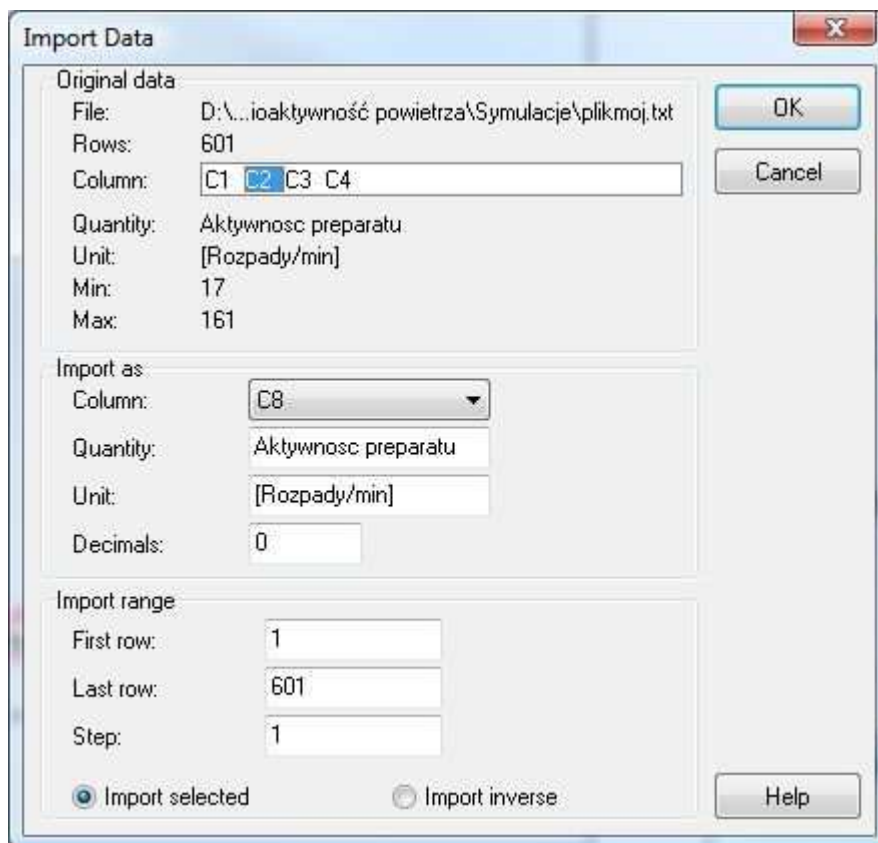 Import Data
Original data
File: D:\...ioaktywność powietrza\Symulacje\plikmoj.txt
Rows: 601
Column: C1 C2 C3 C4
Quantity: Aktywnosc preparatu
Unit: [Rozpady/min]
Min: 17
Max: 161
OK
Cancel
Import as
Column: C8
Quantity: Aktywnosc preparatu
Unit: [Rozpady/min]
Decimals: 0
Import range
First row: 1
Last row: 601
Step: 1
Import selected Import inverse
Help